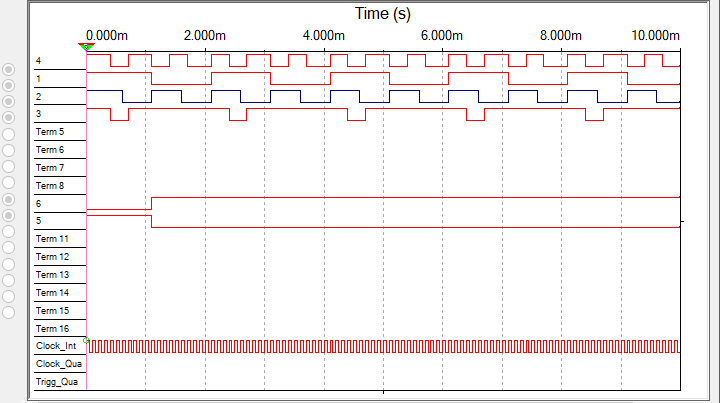 Time (s)
0.000m 2.000m 4.000m 6.000m 8.000m 10.000m
4
1
2
3
Term 5
Term 6
Term 7
Term 8
6
5
Term 11
Term 12
Term 13
Term 14
Term 15
Term 16
Clock_Int
Clock_Qua
Trigg_Qua